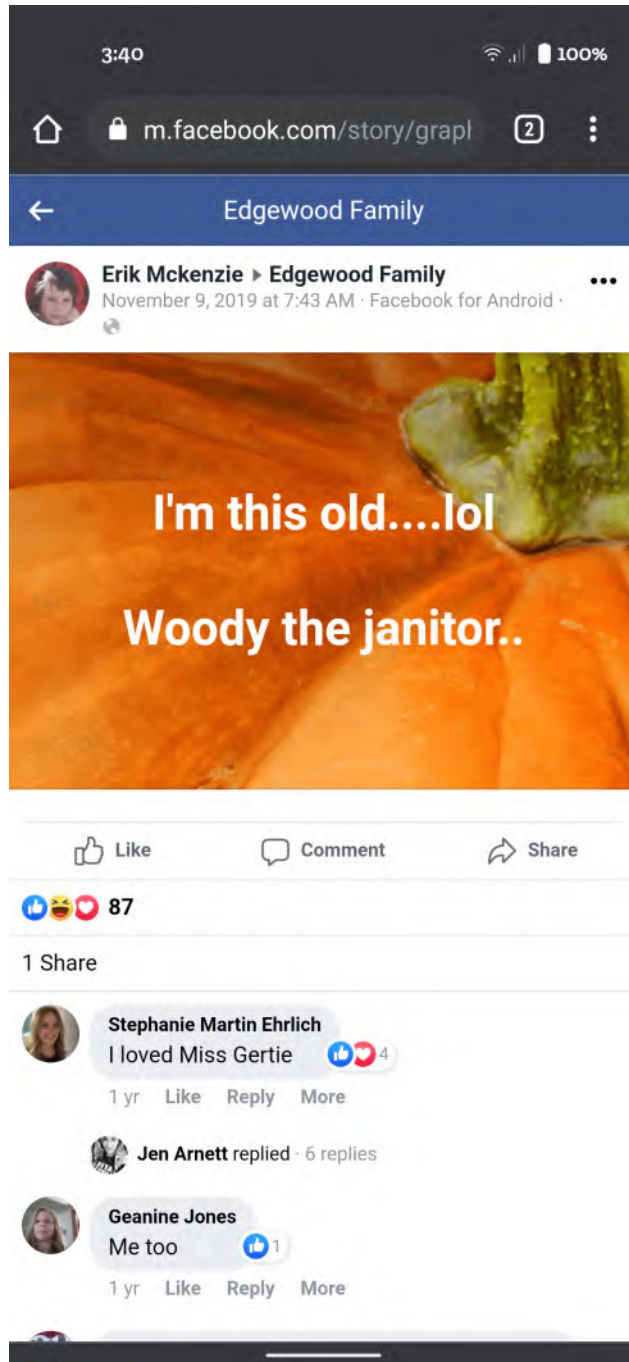 3:40
100%
m.facebook.com/story/grap
2
Edgewood Family
Erik Mckenzie ▸ Edgewood Family
November 9, 2019 at 7:43 AM · Facebook for Android ·
I'm this old....lol
Woody the janitor..
Like Comment Share
87
1 Share
Stephanie Martin Ehrlich
I loved Miss Gertie
4
1 yr Like Reply More
Jen Arnett replied · 6 replies
Geanine Jones
Me too
1
1 yr Like Reply More